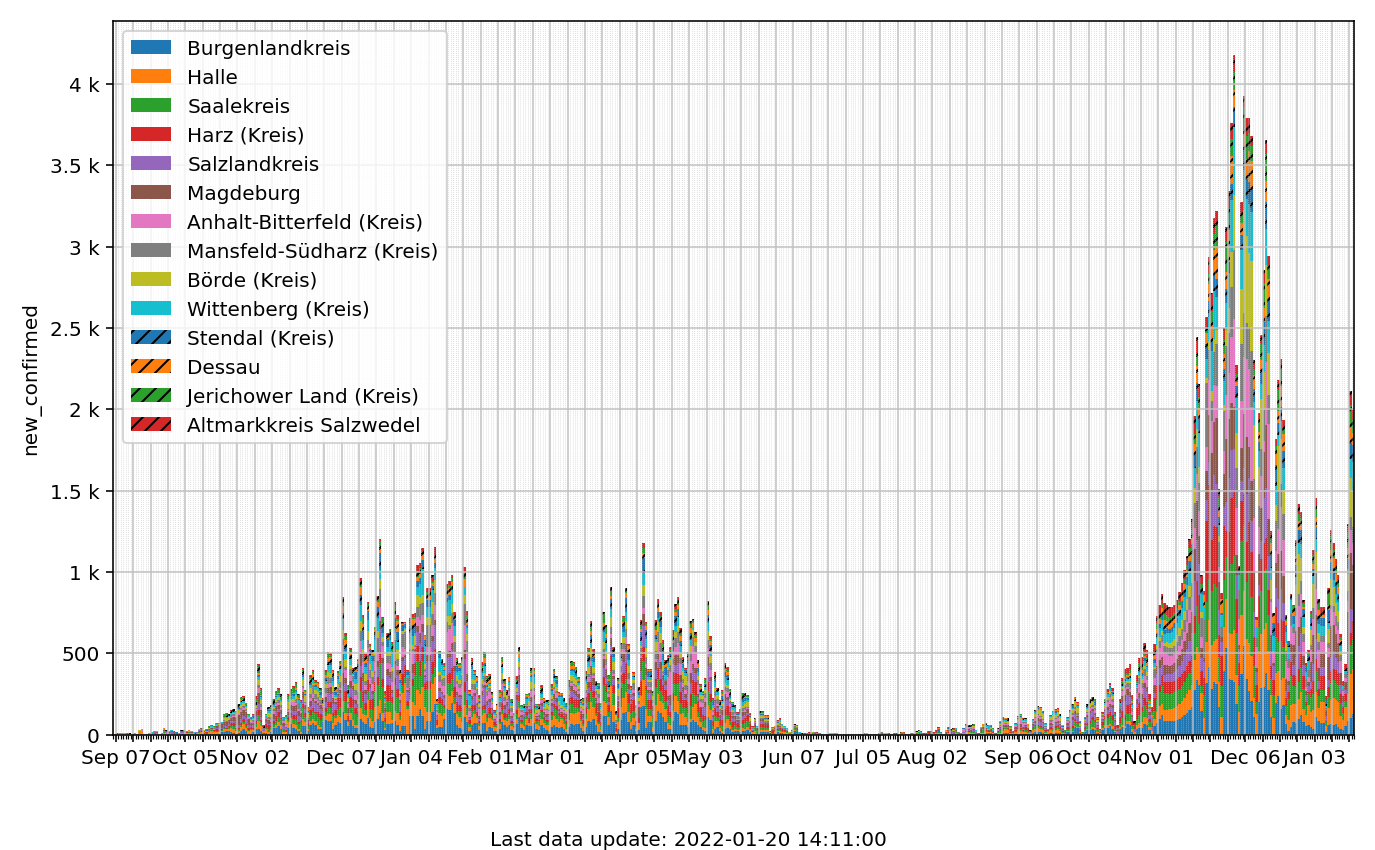 Burgenlandkreis
Halle
Saalekreis
Harz (Kreis)
Salzlandkreis
Magdeburg
Anhalt-Bitterfeld (Kreis)
Mansfeld-Südharz (Kreis)
Börde (Kreis)
Wittenberg (Kreis)
Stendal (Kreis)
Dessau
Jerichower Land (Kreis)
Altmarkkreis Salzwedel
new_confirmed
4 k
3.5 k
3 k
2.5 k
2 k
1.5 k
1 k
500
0
Sep 07 Oct 05 Nov 02 Dec 07 Jan 04 Feb 01 Mar 01 Apr 05 May 03 Jun 07 Jul 05 Aug 02 Sep 06 Oct 04 Nov 01 Dec 06 Jan 03
Last data update: 2022-01-20 14:11:00